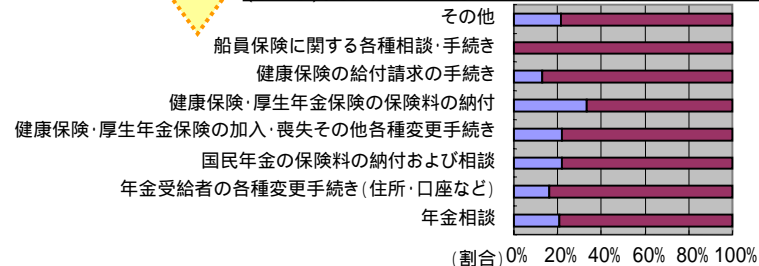 その他
船員保険に関する各種相談・手続き
健康保険の給付請求の手続き
健康保険・厚生年金保険の保険料の納付
健康保険・厚生年金保険の加入・喪失その他各種変更手続き
国民年金の保険料の納付および相談
年金受給者の各種変更手続き(住所・口座など)
年金相談
(割合) 0% 20% 40% 60% 80% 100%